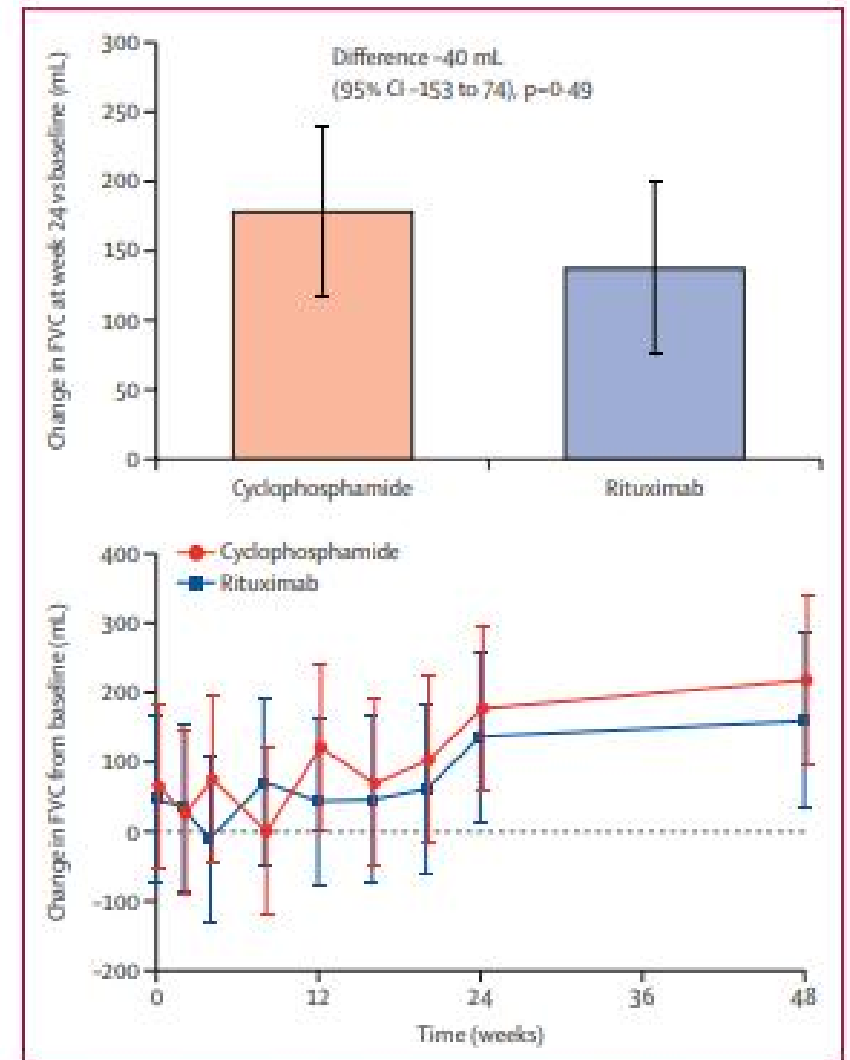 Change in FVC at week 24 vs baseline (mL)
300
250
200
150
100
50
0
Difference –40 mL
(95% CI –153 to 74), p=0·49
Cyclophosphamide
Rituximab
Change in FVC from baseline (mL)
400
300
200
100
0
–100
–200
Cyclophosphamide
Rituximab
0
12
24
36
48
Time (weeks)